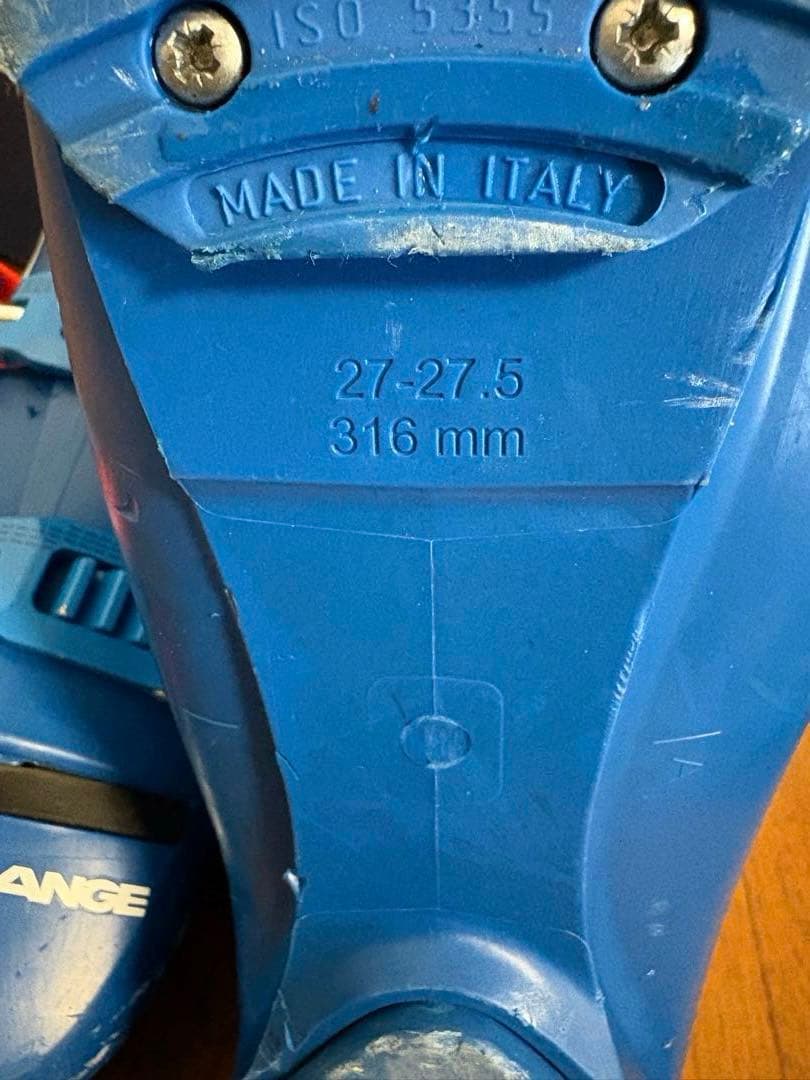 ISO 5355
MADE IN ITALY
27-27.5
316 mm
ANGE